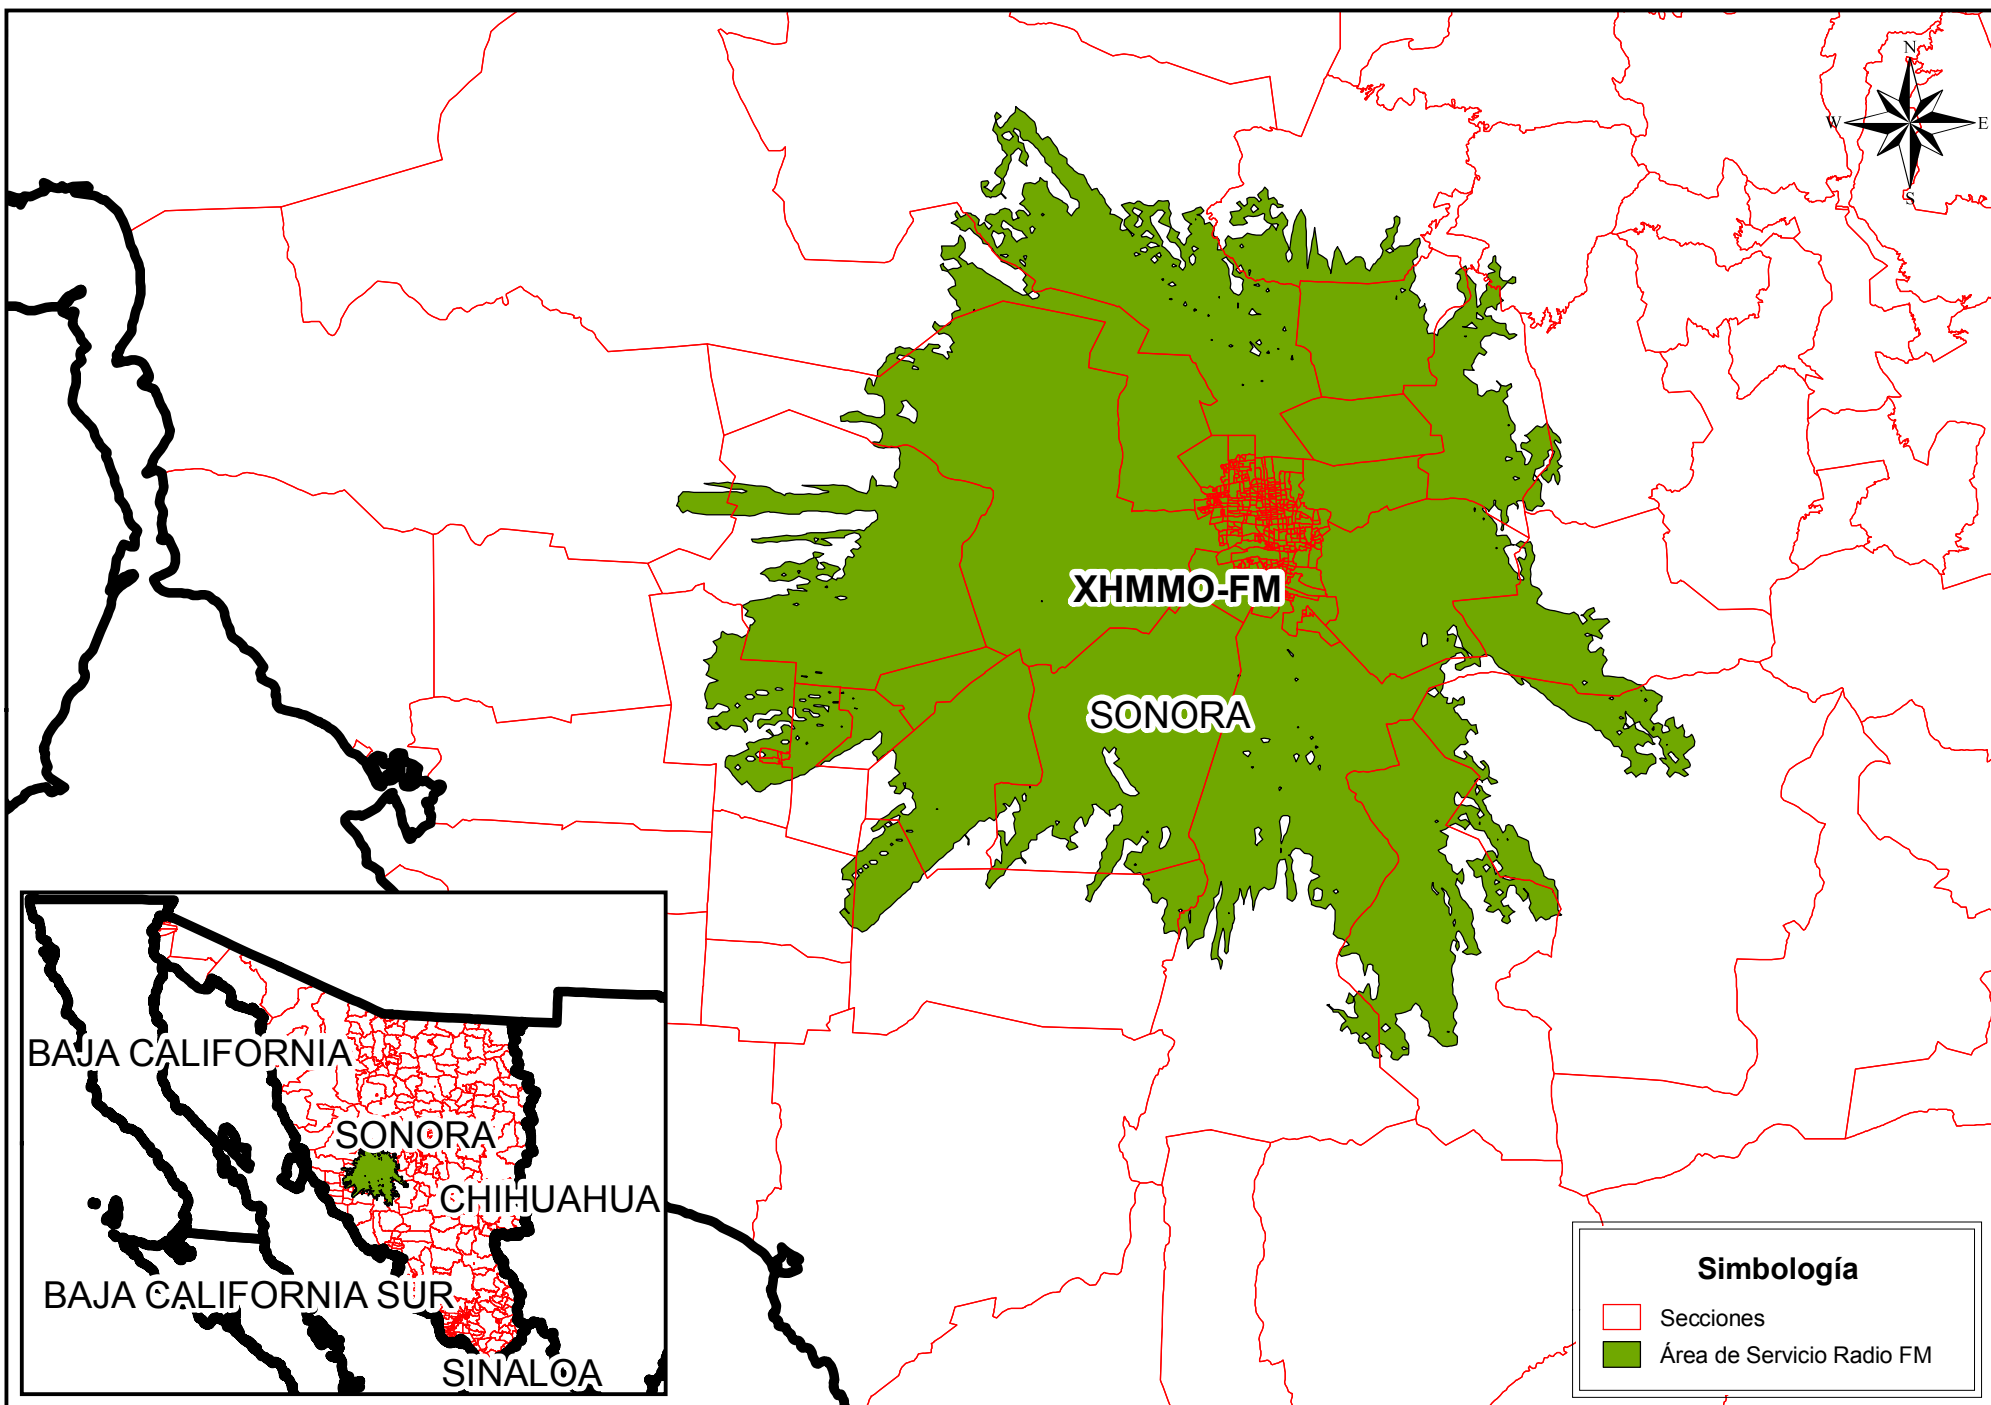 N
W E
S
XHMMO-FM
SONORA
BAJA CALIFORNIA
SONORA
CHIHUAHUA
BAJA CALIFORNIA SUR
SINALOA
Simbología
Secciones
Área de Servicio Radio FM